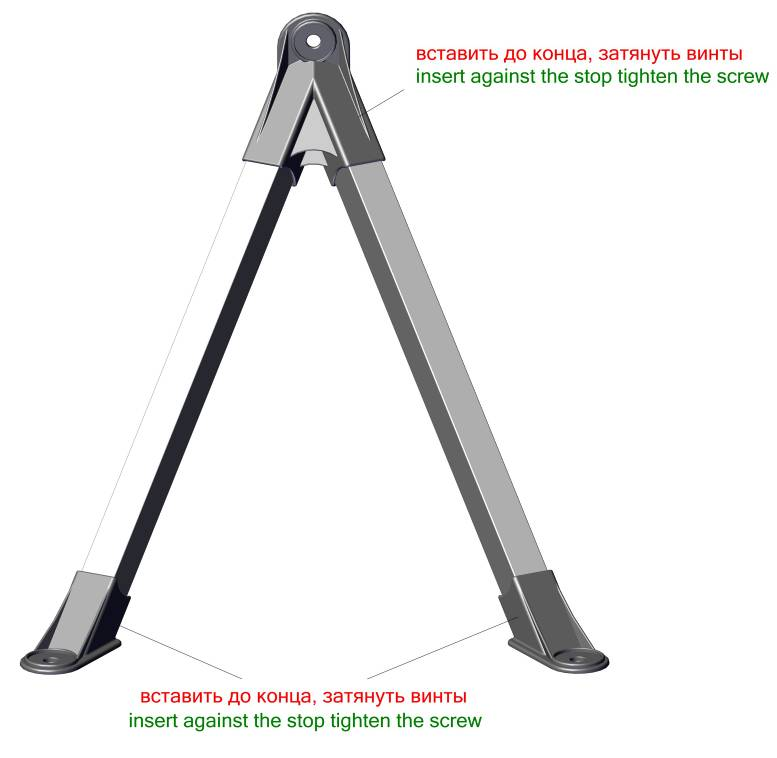 вставить до конца, затянуть винты
insert against the stop tighten the screw
вставить до конца, затянуть винты
insert against the stop tighten the screw